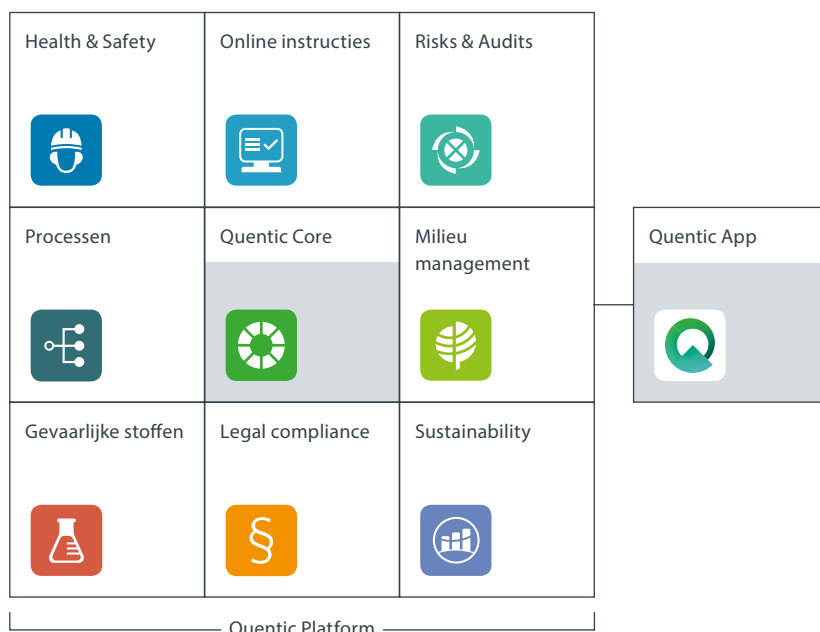 Health & Safety
Online instructies
Risks & Audits
Processen
Quentic Core
Milieu
management
Quentic App
Gevaarlijke stoffen
Legal compliance
Sustainability
§
Quentic Platform